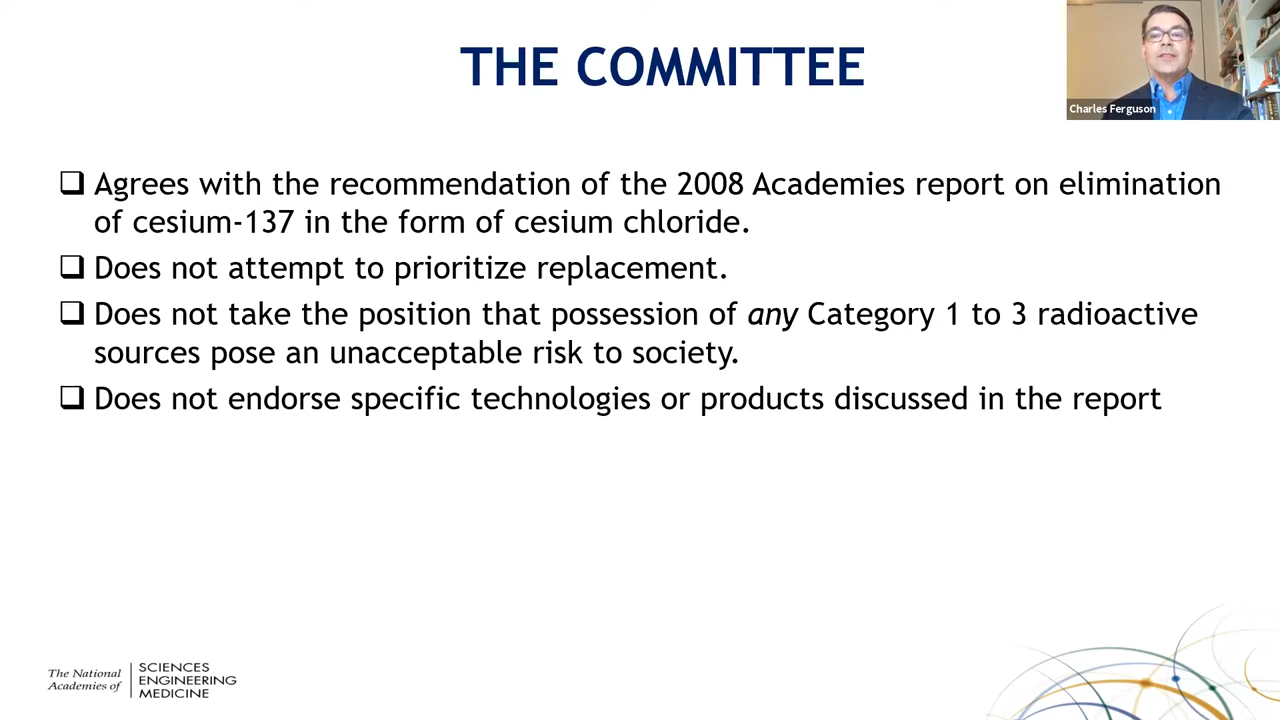 THE COMMITTEE
Charles Ferguson
❑ Agrees with the recommendation of the 2008 Academies report on elimination
of cesium-137 in the form of cesium chloride.
❑ Does not attempt to prioritize replacement.
❑ Does not take the position that possession of any Category 1 to 3 radioactive
sources pose an unacceptable risk to society.
❑ Does not endorse specific technologies or products discussed in the report
The National
Academies of
SCIENCES
ENGINEERING
MEDICINE